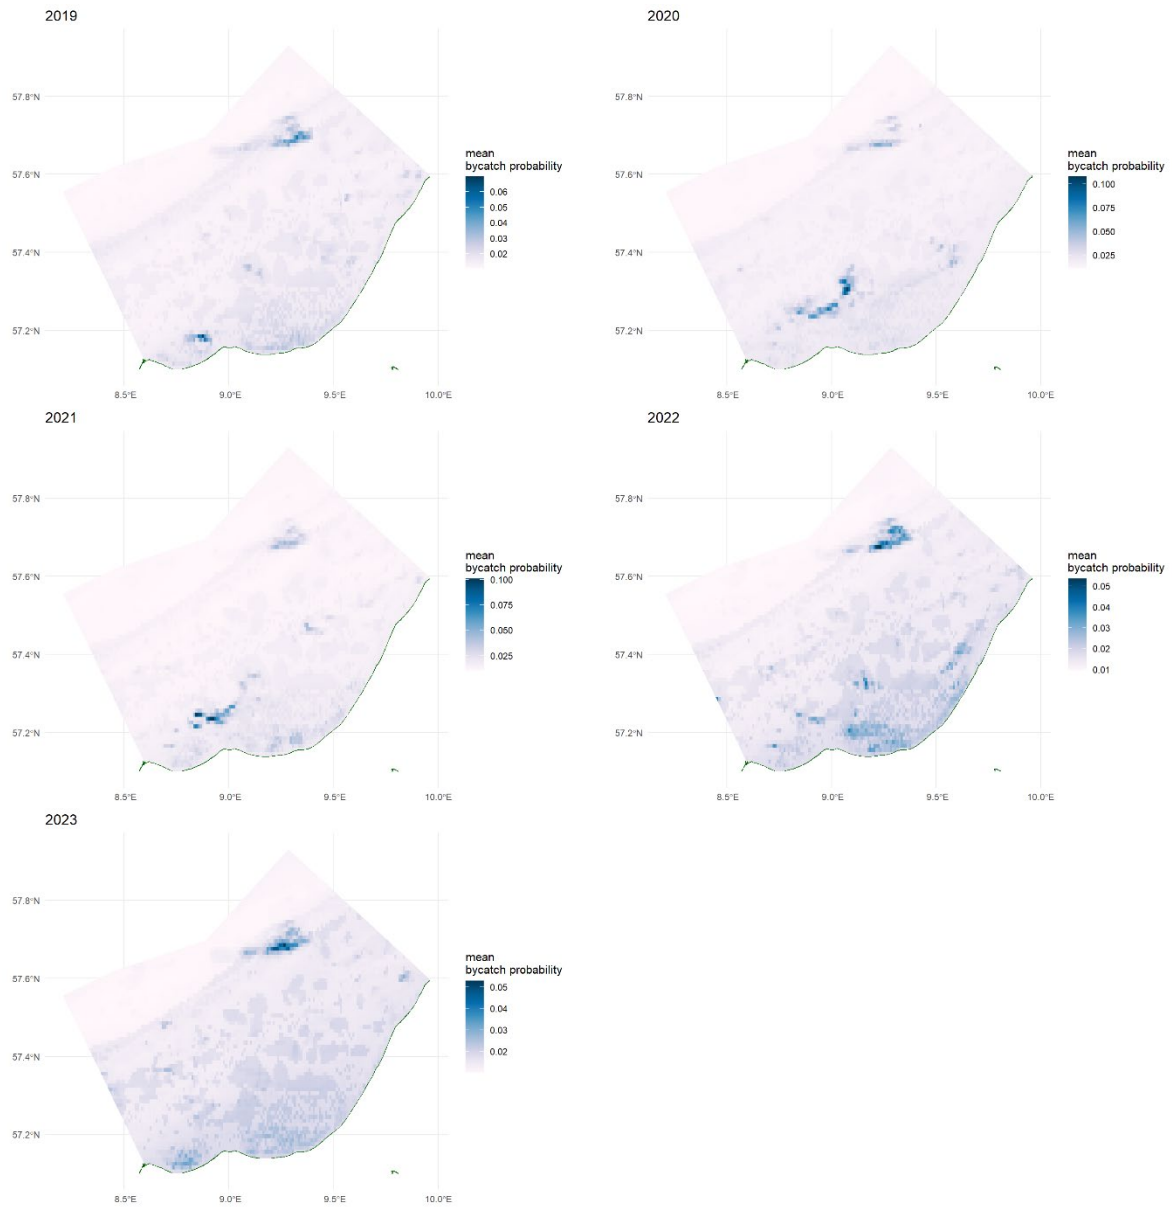 2019
57.8°N
57.6°N
57.4°N
57.2°N
8.5°E 9.0°E 9.5°E 10.0°E
mean
bycatch probability
0.06
0.05
0.04
0.03
0.02
2020
57.8°N
57.6°N
57.4°N
57.2°N
8.5°E 9.0°E 9.5°E 10.0°E
mean
bycatch probability
0.100
0.075
0.050
0.025
2021
57.8°N
57.6°N
57.4°N
57.2°N
8.5°E 9.0°E 9.5°E 10.0°E
mean
bycatch probability
0.100
0.075
0.050
0.025
2022
57.8°N
57.6°N
57.4°N
57.2°N
8.5°E 9.0°E 9.5°E 10.0°E
mean
bycatch probability
0.05
0.04
0.03
0.02
0.01
2023
57.8°N
57.6°N
57.4°N
57.2°N
8.5°E 9.0°E 9.5°E 10.0°E
mean
bycatch probability
0.05
0.04
0.03
0.02